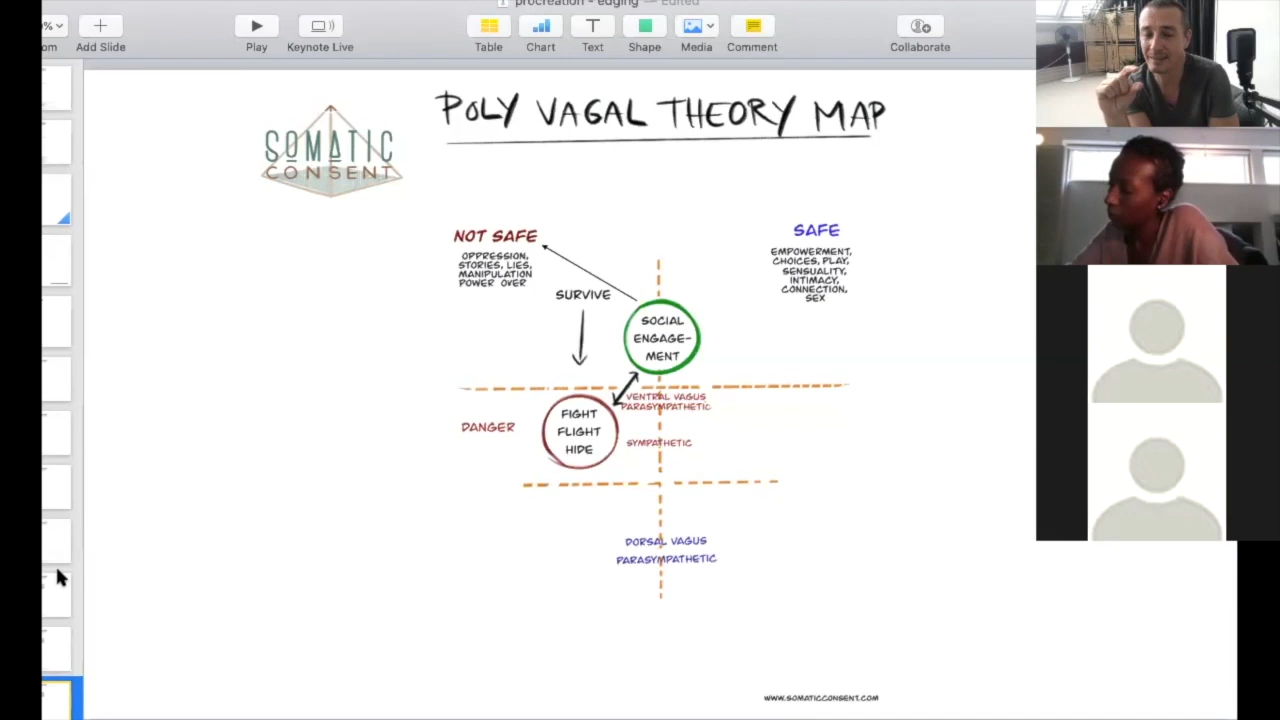 procreation - edging — Edited
%
om
Add Slide
Play
Keynote Live
Table
Chart
Text
Shape
Media
Comment
Collaborate
POLY VAGAL THEORY MAP
SOMATIC
CONSENT
NOT SAFE
OPPRESSION,
STORIES, LIES,
MANIPULATION
POWER OVER
SAFE
EMPOWERMENT,
CHOICES, PLAY,
SENSUALITY,
INTIMACY,
CONNECTION,
SEX
SURVIVE
SOCIAL
ENGAGE-
MENT
VENTRAL VAGUS
PARASYMPATHETIC
DANGER
FIGHT
FLIGHT
HIDE
SYMPATHETIC
DORSAL VAGUS
PARASYMPATHETIC
WWW.SOMATICCONSENT.COM